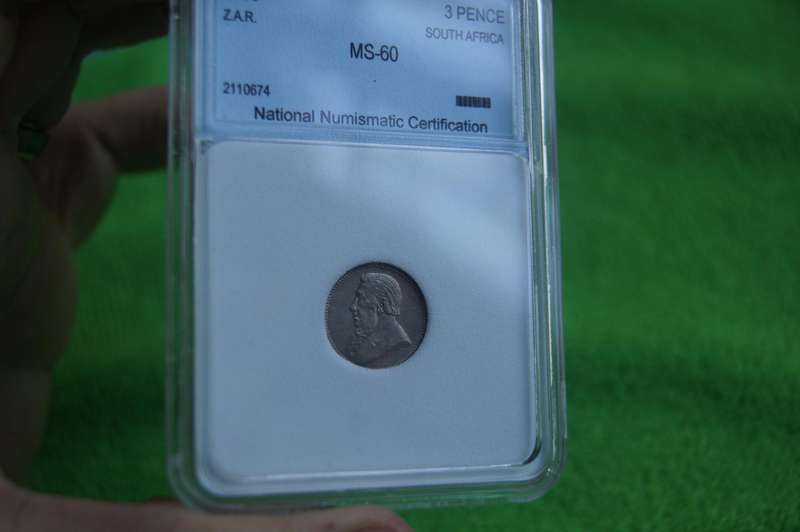 Z.A.R.
3 PENCE
SOUTH AFRICA
MS-60
2110674
National Numismatic Certification